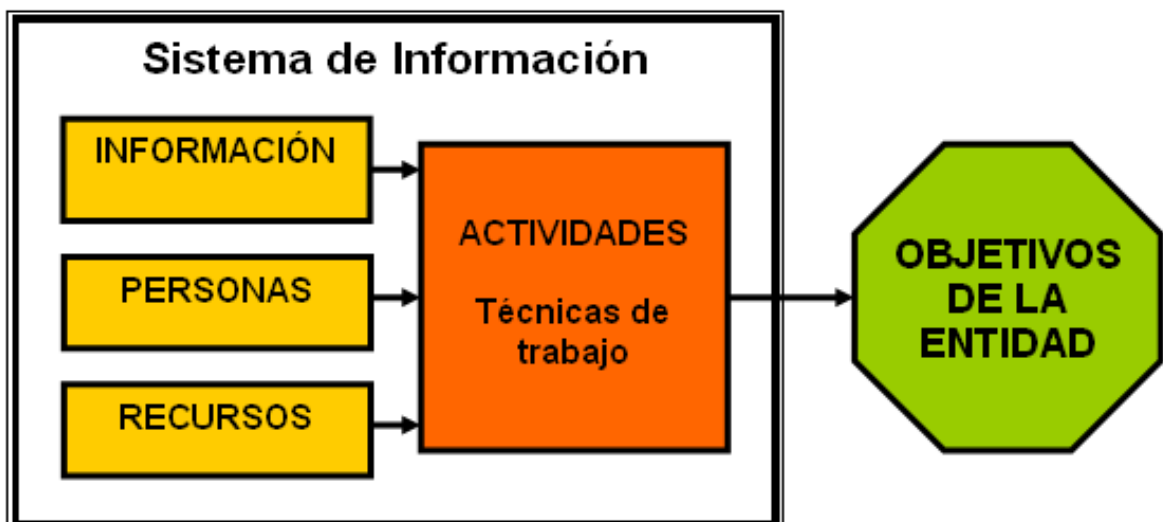 Sistema de Información
INFORMACIÓN
PERSONAS
RECURSOS
ACTIVIDADES
Técnicas de
trabajo
OBJETIVOS
DE LA
ENTIDAD